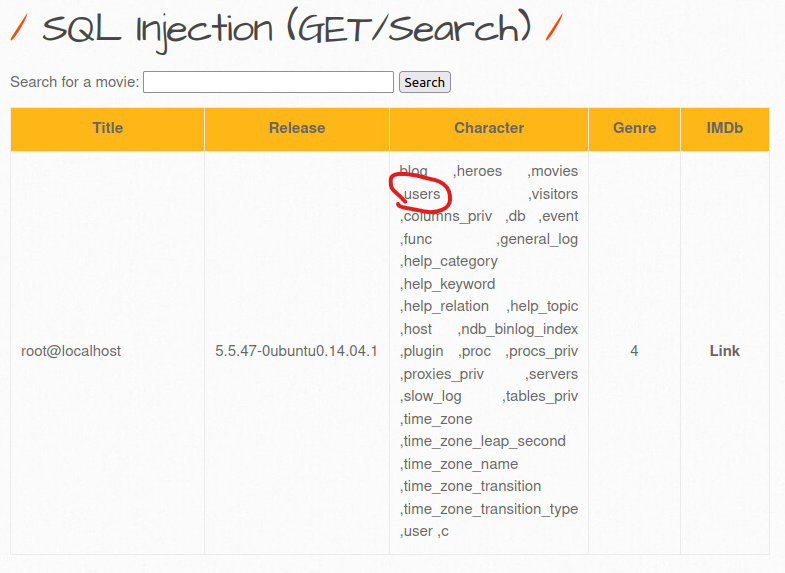 / SQL Injection (GET/Search) /
Search for a movie: Search
Title Release Character Genre IMDb
blog ,heroes ,movies
,users ,visitors
,columns_priv ,db ,event
,func ,general_log
,help_category
,help_keyword
,help_relation ,help_topic
,host ,ndb_binlog_index
root@localhost 5.5.47-0ubuntu0.14.04.1 ,plugin ,proc ,procs_priv 4 Link
,proxies_priv ,servers
,slow_log ,tables_priv
,time_zone
,time_zone_leap_second
,time_zone_name
,time_zone_transition
,time_zone_transition_type
,user ,c